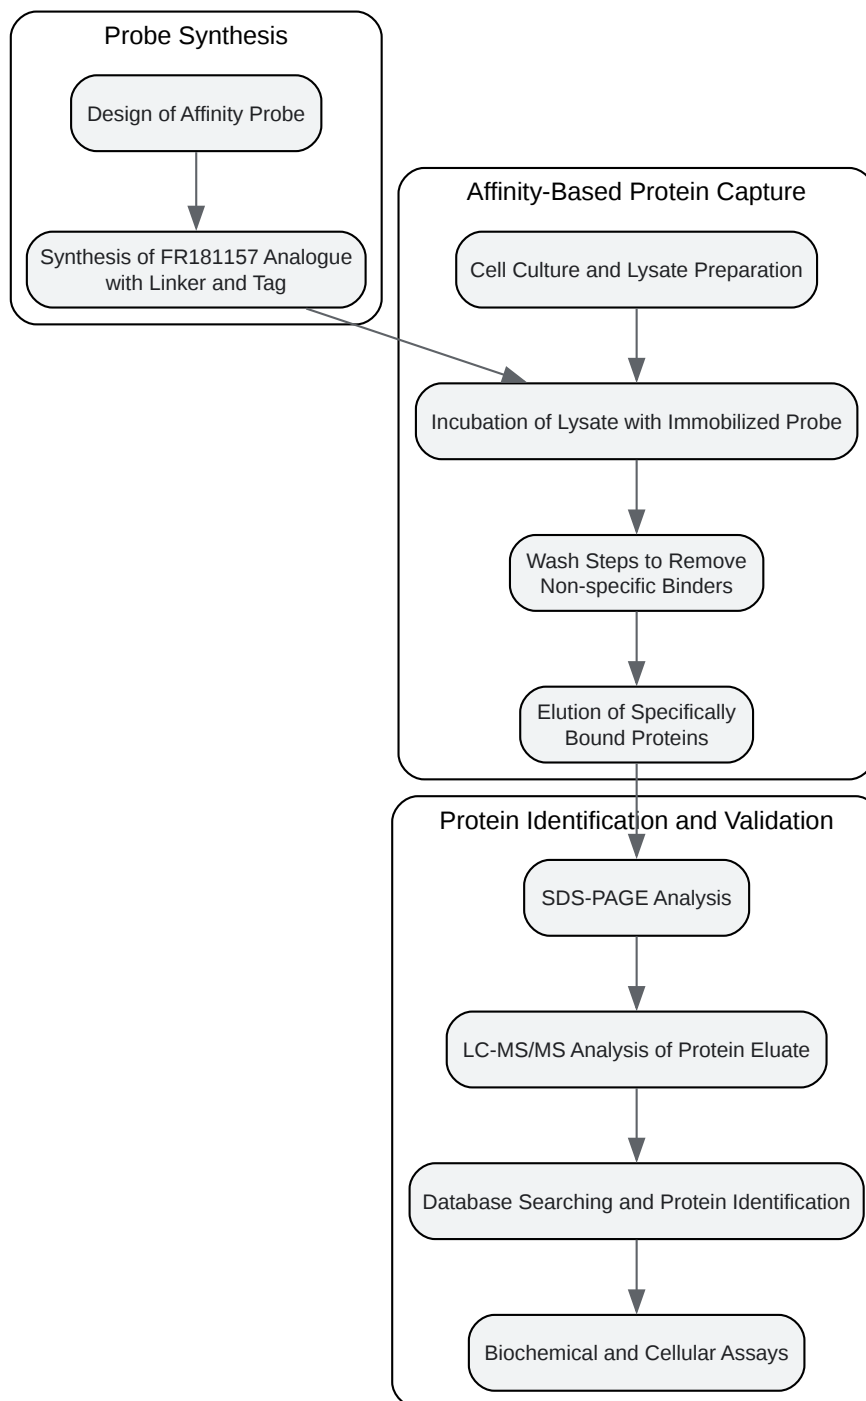 Probe Synthesis
Design of Affinity Probe
Synthesis of FR181157 Analogue
with Linker and Tag
Affinity-Based Protein Capture
Cell Culture and Lysate Preparation
Incubation of Lysate with Immobilized Probe
Wash Steps to Remove
Non-specific Binders
Elution of Specifically
Bound Proteins
Protein Identification and Validation
SDS-PAGE Analysis
LC-MS/MS Analysis of Protein Eluate
Database Searching and Protein Identification
Biochemical and Cellular Assays